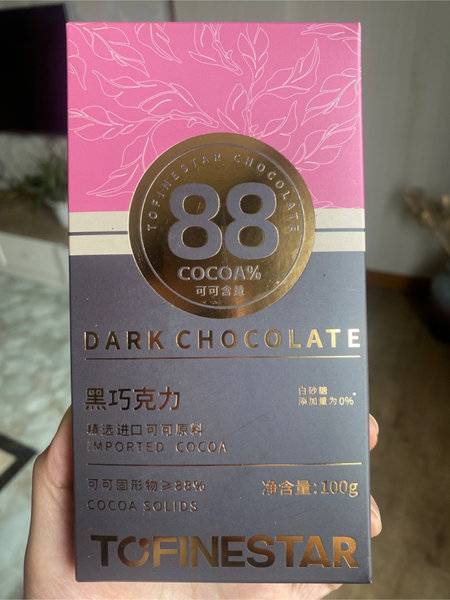 TOFINESTAR CHOCOLATE
88
COCOA%
可可含量
DARK CHOCOLATE
黑巧克力
白砂糖
添加量为0%
精选进口可可原料
IMPORTED COCOA
可可固形物≥88%
净含量:100g
COCOA SOLIDS
TOFINESTAR